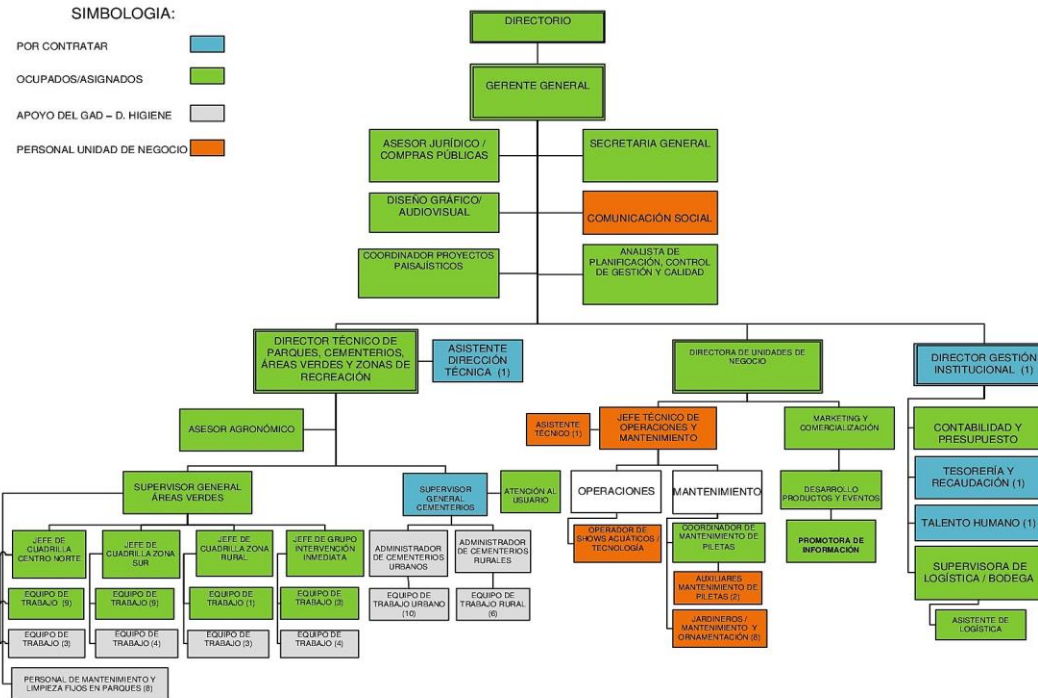 SIMBOLOGIA:
POR CONTRATAR
OCUPADOS/ASIGNADOS
APOYO DEL GAD – D. HIGIENE
PERSONAL UNIDAD DE NEGOCIO
DIRECTORIO
GERENTE GENERAL
ASESOR JURÍDICO /
COMPRAS PÚBLICAS
SECRETARIA GENERAL
DISEÑO GRÁFICO/
AUDIOVISUAL
COMUNICACIÓN SOCIAL
COORDINADOR PROYECTOS
PAISAJÍSTICOS
ANALISTA DE
PLANIFICACIÓN, CONTROL
DE GESTIÓN Y CALIDAD
DIRECTOR TÉCNICO DE
PARQUES, CEMENTERIOS,
ÁREAS VERDES Y ZONAS DE
RECREACIÓN
ASISTENTE
DIRECCIÓN
TÉCNICA (1)
DIRECTORA DE UNIDADES DE
NEGOCIO
DIRECTOR GESTIÓN
INSTITUCIONAL (1)
ASESOR AGRONÓMICO
ASISTENTE
TÉCNICO (1)
JEFE TÉCNICO DE
OPERACIONES Y
MANTENIMIENTO
MARKETING Y
COMERCIALIZACIÓN
CONTABILIDAD Y
PRESUPUESTO
SUPERVISOR GENERAL
ÁREAS VERDES
SUPERVISOR
GENERAL
CEMENTERIOS
ATENCIÓN AL
USUARIO
OPERACIONES
MANTENIMIENTO
DESARROLLO
PRODUCTOS Y EVENTOS
TESORERÍA Y
RECAUDACIÓN (1)
JEFE DE
CUADRILLA
CENTRO NORTE
JEFE DE
CUADRILLA ZONA
SUR
JEFE DE
CUADRILLA ZONA
RURAL
JEFE DE GRUPO
INTERVENCIÓN
INMEDIATA
ADMINISTRADOR
DE CEMENTERIOS
URBANOS
ADMINISTRADOR
DE CEMENTERIOS
RURALES
OPERADOR DE
SHOWS ACUÁTICOS /
TECNOLOGÍA
COORDINADOR DE
MANTENIMIENTO DE
PILETAS
PROMOTORA DE
INFORMACIÓN
TALENTO HUMANO (1)
EQUIPO DE
TRABAJO (9)
EQUIPO DE
TRABAJO (9)
EQUIPO DE
TRABAJO (1)
EQUIPO DE
TRABAJO (3)
EQUIPO DE
TRABAJO URBANO
(10)
EQUIPO DE
TRABAJO RURAL
(6)
AUXILIARES
MANTENIMIENTO DE
PILETAS (2)
SUPERVISORA DE
LOGÍSTICA / BODEGA
EQUIPO DE
TRABAJO (3)
EQUIPO DE
TRABAJO (4)
EQUIPO DE
TRABAJO (3)
EQUIPO DE
TRABAJO (4)
JARDINEROS /
MANTENIMIENTO Y
ORNAMENTACIÓN (8)
ASISTENTE DE
LOGÍSTICA
PERSONAL DE MANTENIMIENTO Y
LIMPIEZA FIJOS EN PARQUES (8)